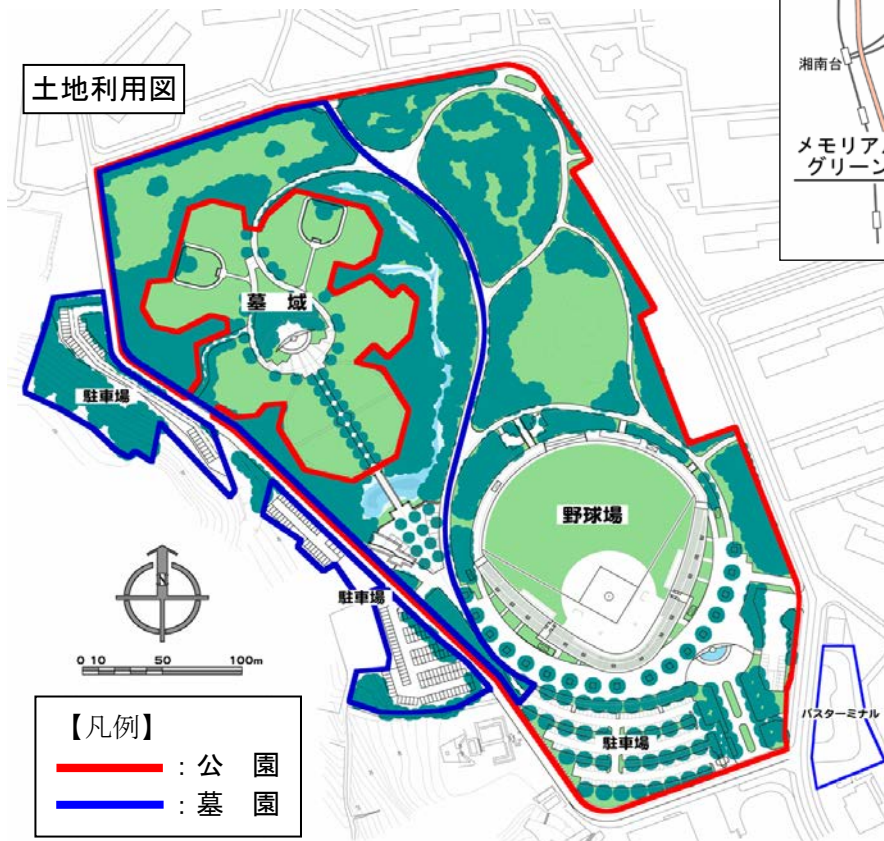 土地利用図
湘南台
メモリア
グリーン
墓 域
駐車場
野球場
駐車場
バスターミナル
駐車場
0 10 50 100m
【凡例】
：公 園
：墓 園